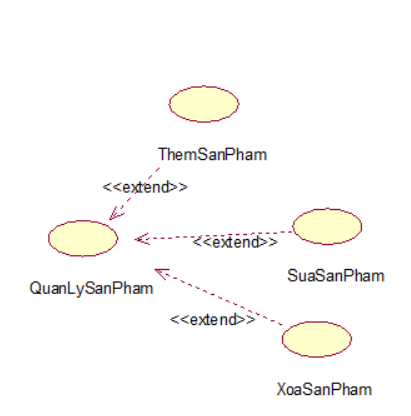 ThemSanPham
<<extend>>
<<extend>>
SuaSanPham
QuanLySanPham
<<extend>>
XoaSanPham